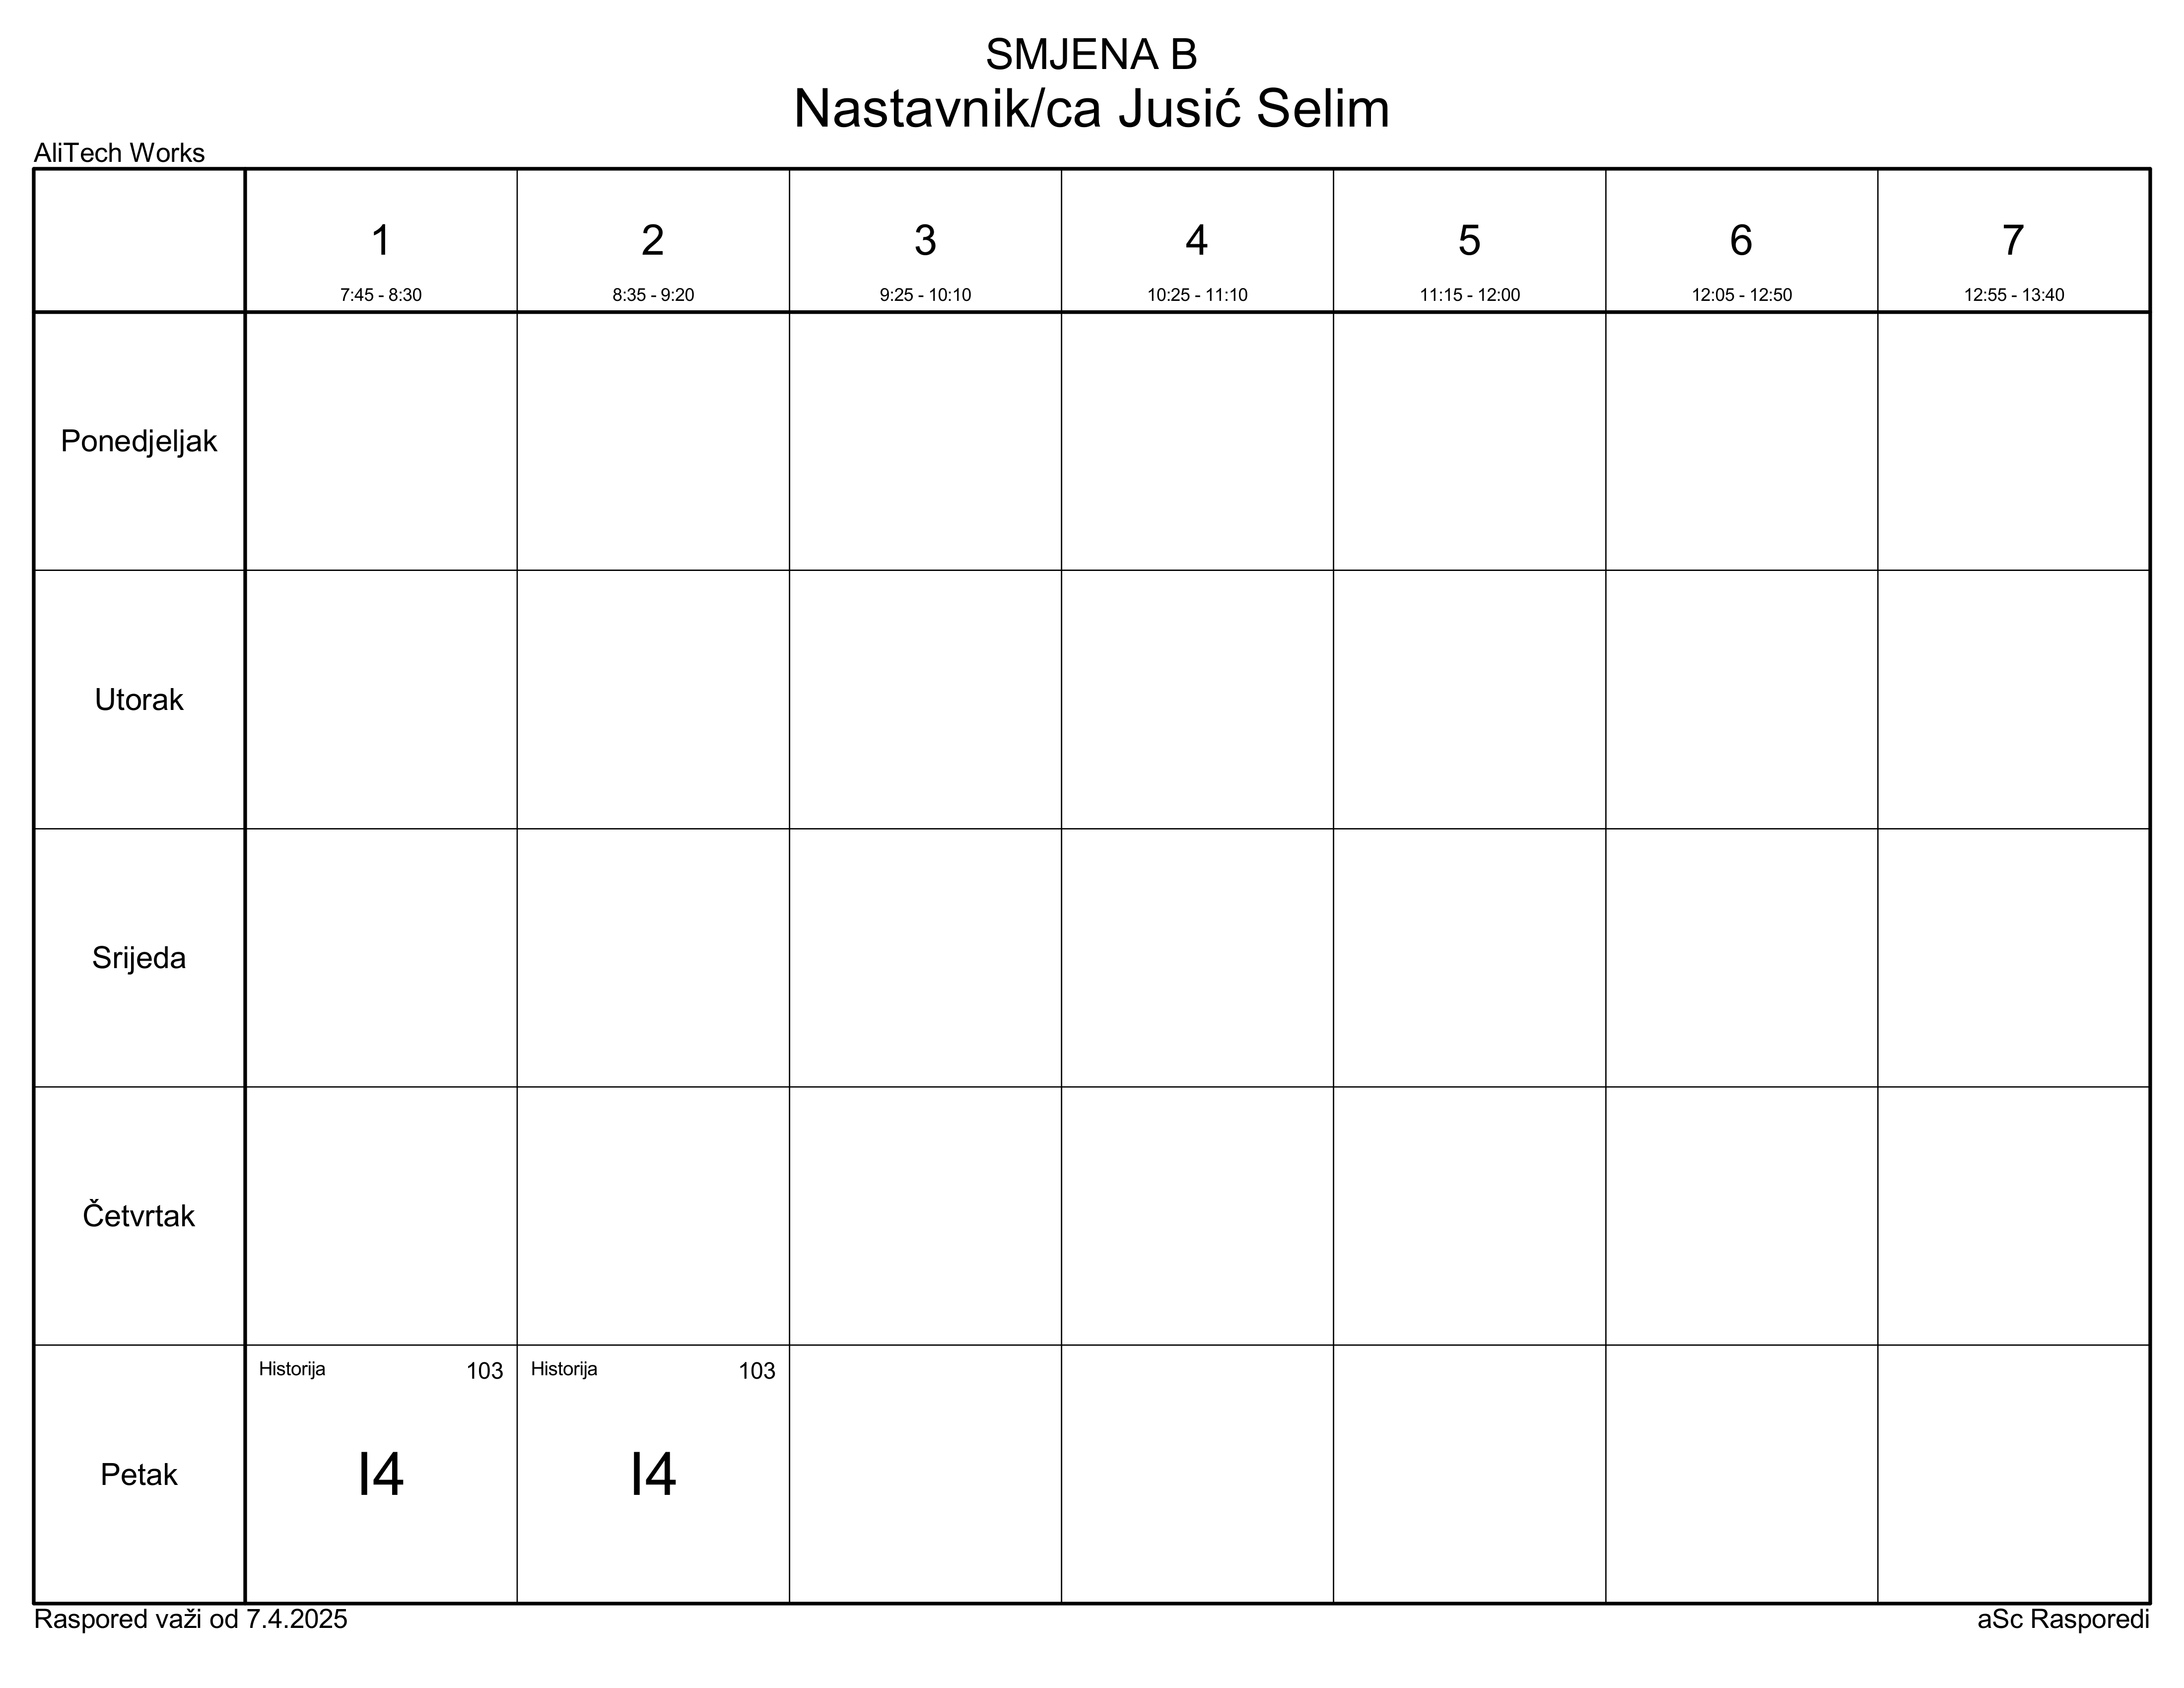 SMJENA B
Nastavnik/ca Jusić Selim
AliTech Works
1 2 3 4 5 6 7
7:45 - 8:30 8:35 - 9:20 9:25 - 10:10 10:25 - 11:10 11:15 - 12:00 12:05 - 12:50 12:55 - 13:40
Ponedjeljak
Utorak
Srijeda
Četvrtak
Historija 103 Historija 103
Petak I4 I4
Raspored važi od 7.4.2025 aSc Rasporedi